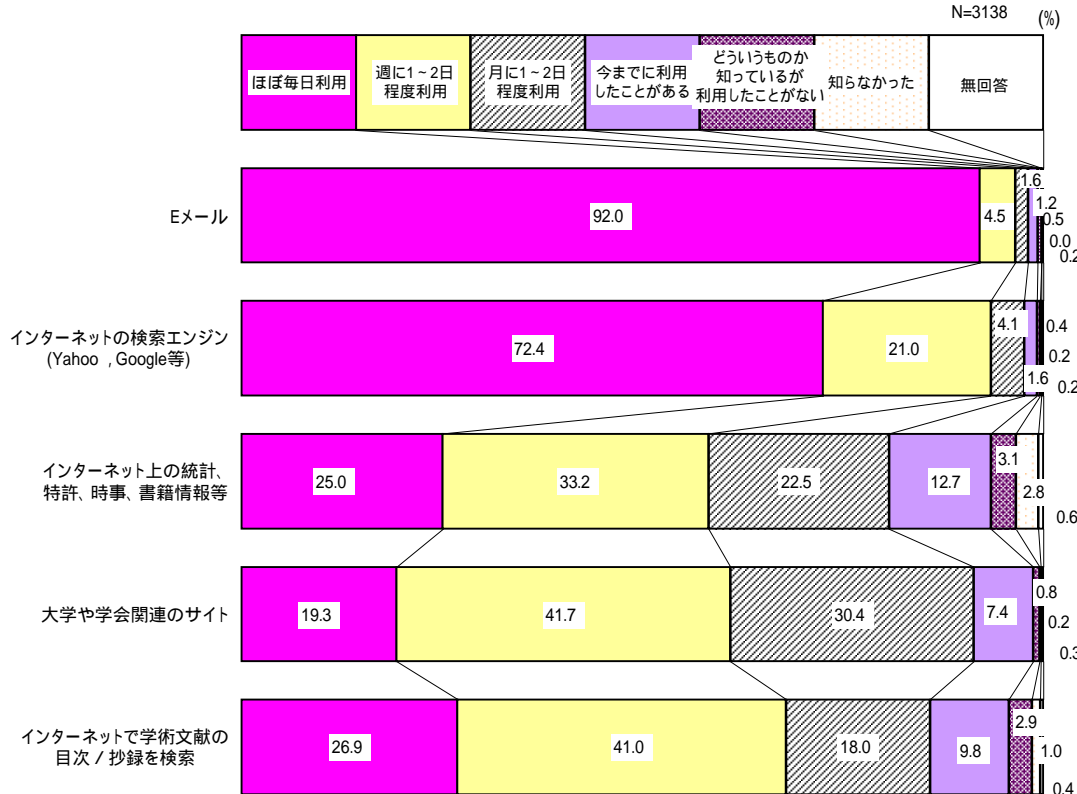 N=3138
(%)
ほぼ毎日利用
週に1~2日
程度利用
月に1~2日
程度利用
今までに利用
したことがある
どういうものか
知っているが
利用したことがない
知らなかった
無回答
Eメール
92.0
4.5
1.6
1.2
0.5
0.0
0.2
インターネットの検索エンジン
(Yahoo , Google等)
72.4
21.0
4.1
1.6
0.4
0.2
0.2
インターネット上の統計、
特許、時事、書籍情報等
25.0
33.2
22.5
12.7
3.1
2.8
0.6
大学や学会関連のサイト
19.3
41.7
30.4
7.4
0.8
0.2
0.3
インターネットで学術文献の
目次 / 抄録を検索
26.9
41.0
18.0
9.8
2.9
1.0
0.4